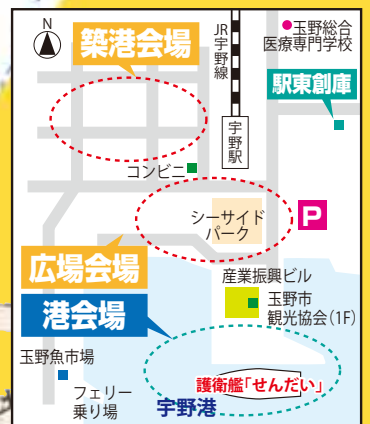 N
築港会場
JR宇野線
玉野総合
医療専門学校
駅東創庫
宇野駅
コンビニ
シーサイド
パーク
P
広場会場
港会場
産業振興ビル
玉野市
観光協会(1F)
玉野魚市場
護衛艦「せんだい」
フェリー
乗り場
宇野港